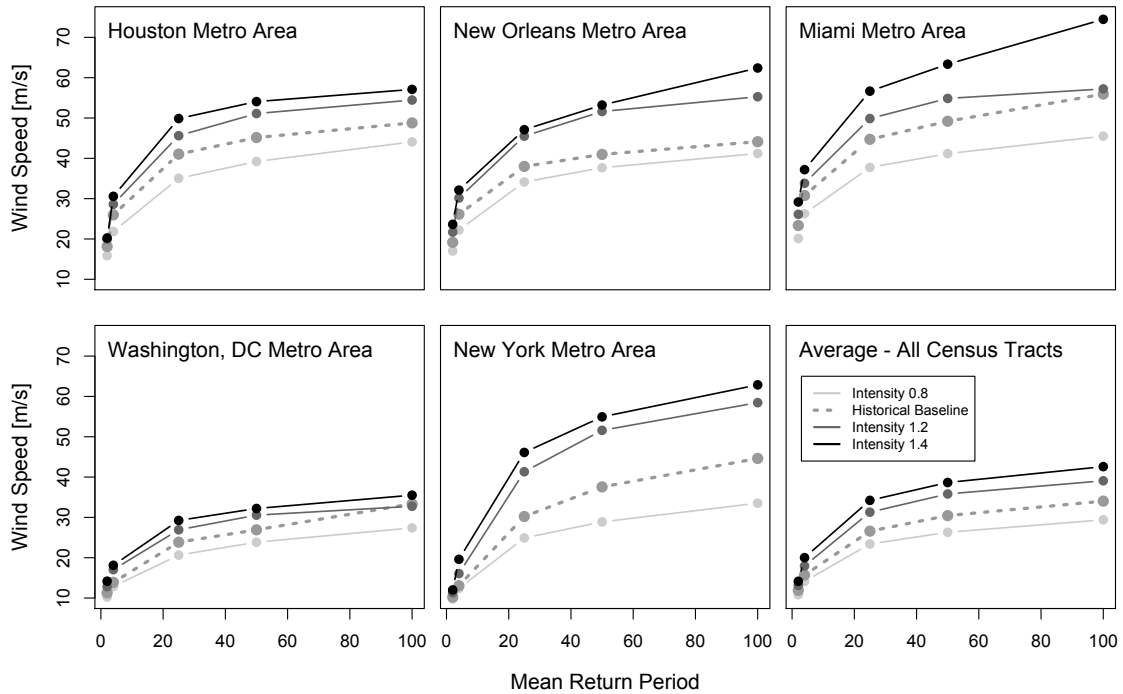 Houston Metro Area
New Orleans Metro Area
Miami Metro Area
Wind Speed [m/s]
70
60
50
40
30
20
10
Washington, DC Metro Area
New York Metro Area
Average - All Census Tracts
Intensity 0.8
Historical Baseline
Intensity 1.2
Intensity 1.4
Wind Speed [m/s]
70
60
50
40
30
20
10
0 20 40 60 80 100
0 20 40 60 80 100
0 20 40 60 80 100
Mean Return Period